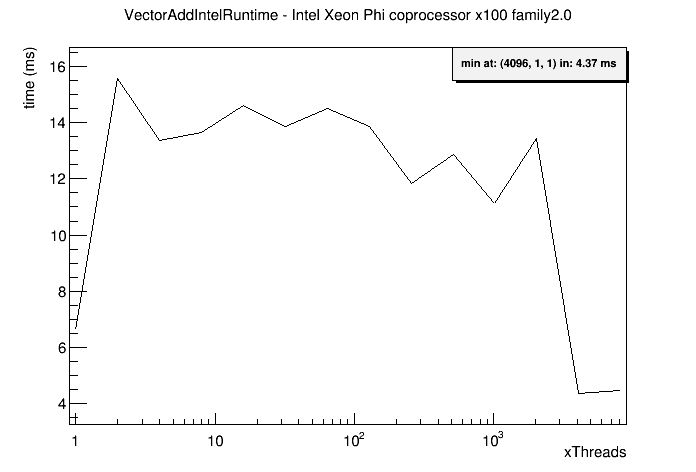 VectorAddIntelRuntime - Intel Xeon Phi coprocessor x100 family2.0
time (ms)
min at: (4096, 1, 1) in: 4.37 ms
16
14
12
10
8
6
4
1 10 10² 10³
xThreads